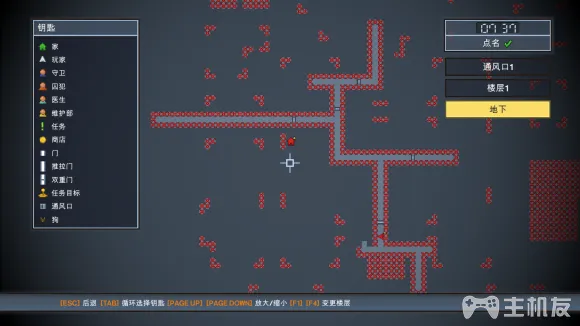 钥匙
家
玩家
守卫
囚犯
医生
维护部
任务
商店
门
推拉门
双重门
任务目标
通风口
狗
07 37
点名
通风口1
楼层1
地下
[ESC] 后退 [TAB] 循环选择钥匙 [PAGE UP] [PAGE DOWN] 放大/缩小 [F1] [F4] 变更楼层
主机友